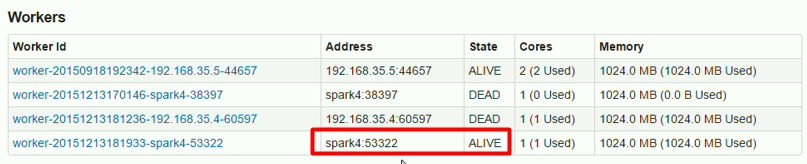 Workers
Worker Id Address State Cores Memory
worker-20150918192342-192.168.35.5-44657 192.168.35.5:44657 ALIVE 2 (2 Used) 1024.0 MB (1024.0 MB Used)
worker-20151213170146-spark4-38397 spark4:38397 DEAD 1 (0 Used) 1024.0 MB (0.0 B Used)
worker-20151213181236-192.168.35.4-60597 192.168.35.4:60597 DEAD 1 (1 Used) 1024.0 MB (1024.0 MB Used)
worker-20151213181933-spark4-53322 spark4:53322 ALIVE 1 (1 Used) 1024.0 MB (1024.0 MB Used)